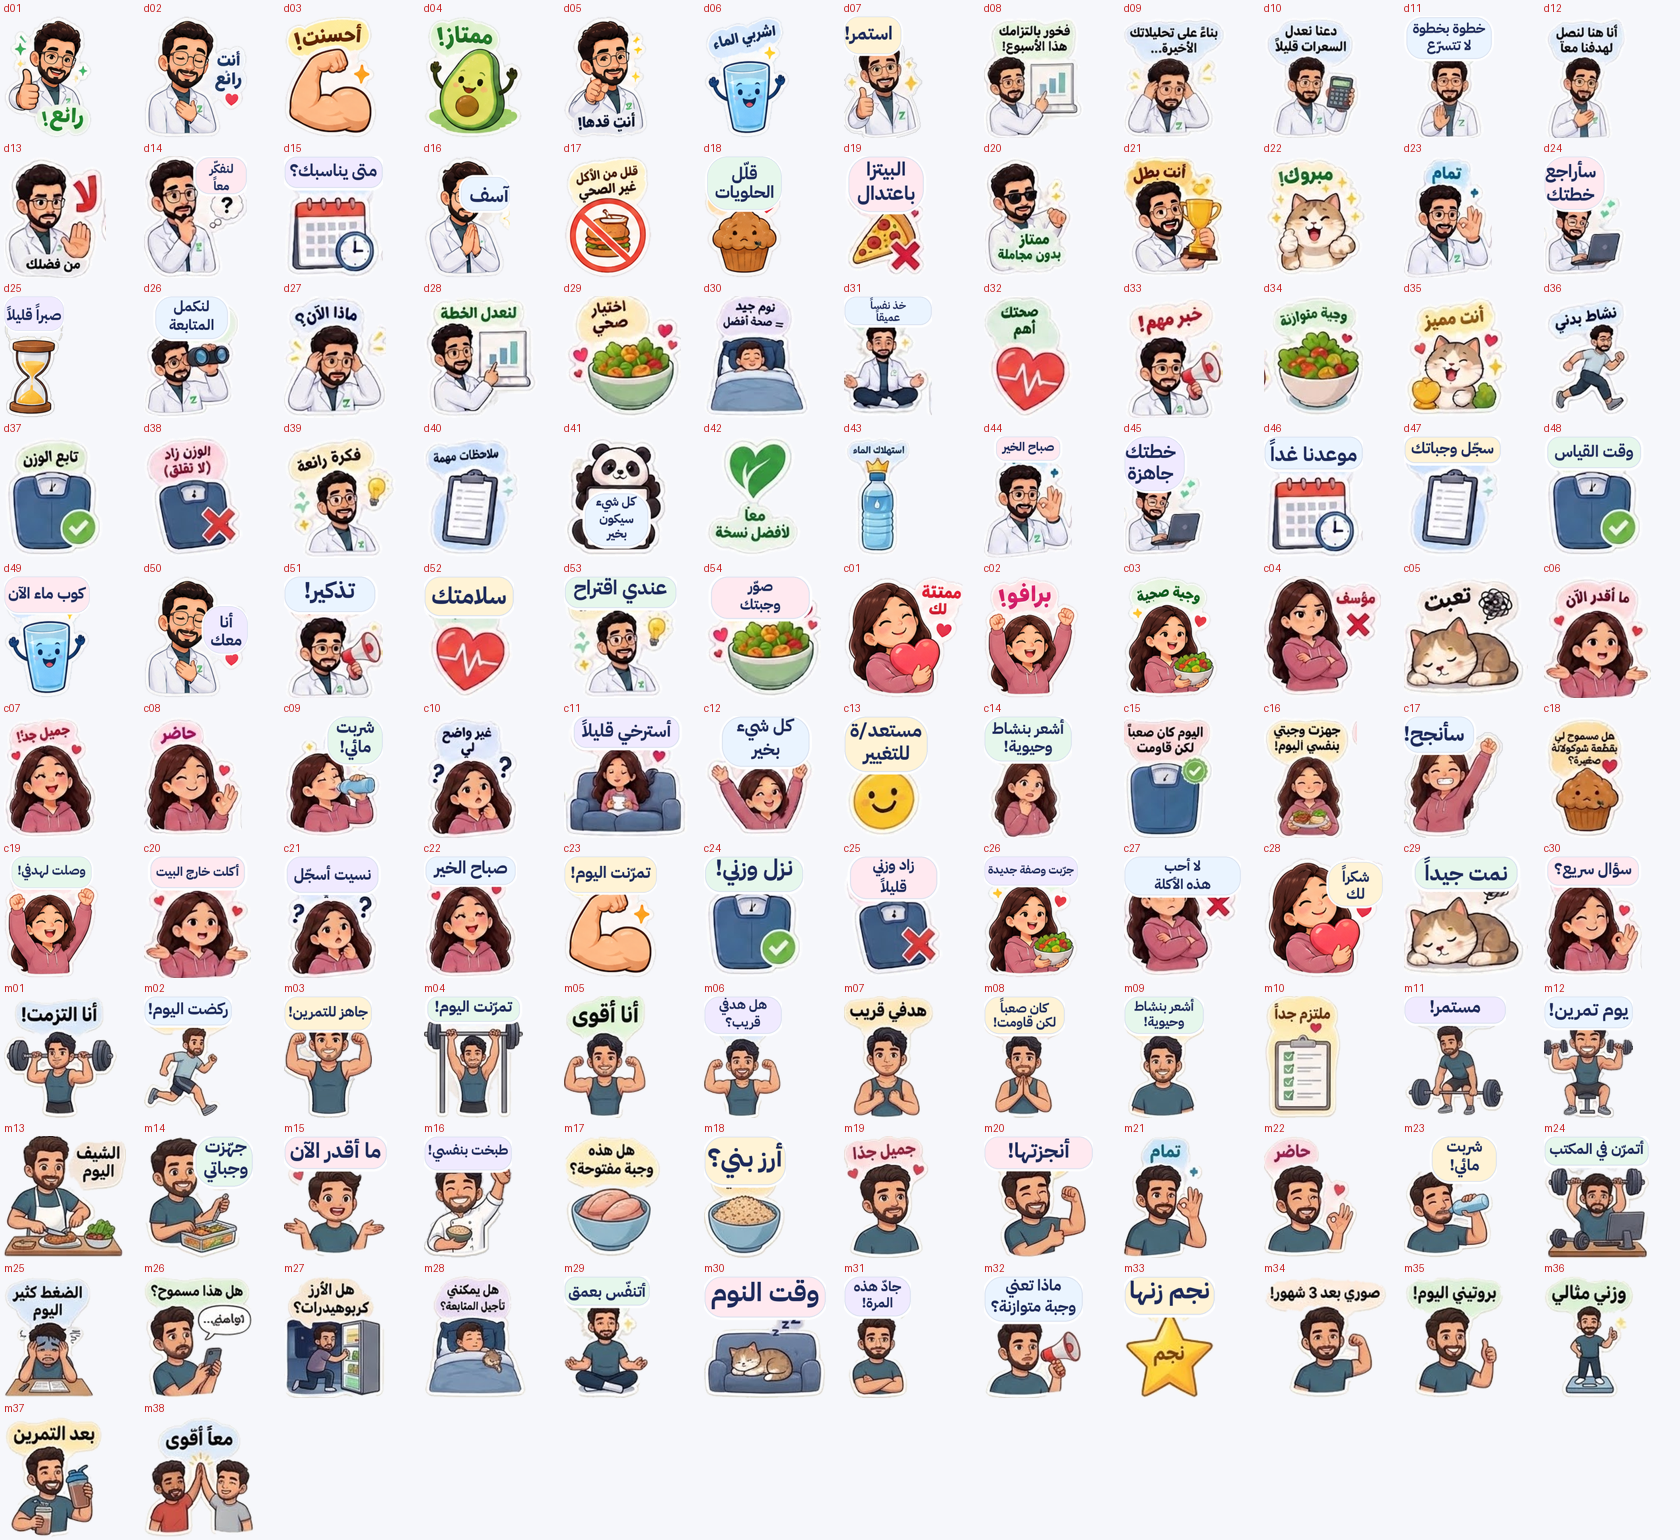 d01
رائع!
d02
أنت
رائع
d03
أحسنت!
d04
ممتاز!
d05
أنتِ قدها!
d06
اشربي الماء
d07
استمر!
d08
فخور بالتزامك
هذا الأسبوع!
d09
بناءً على تحليلاتك
الأخيرة...
d10
دعنا نعدل
السعرات قليلاً
d11
خطوة بخطوة
لا تتسرّع
d12
أنا هنا لنصل
لهدفنا معاً
d13
لا
من فضلك
d14
لنفكّر
معاً
?
d15
متى يناسبك؟
d16
آسف
d17
قلل من الأكل
غير الصحي
d18
قلّل
الحلويات
d19
البيتزا
باعتدال
d20
ممتاز
بدون مجاملة
d21
أنت بطل
d22
مبروك!
d23
تمام
d24
سأراجع
خطتك
d25
صبراً قليلاً
d26
لنكمل
المتابعة
d27
ماذا الآن؟
d28
لنعدل الخطة
d29
اختيار
صحي
d30
نوم جيد
= صحة أفضل
d31
خذ نفساً
عميقاً
d32
صحتك
أهم
d33
خبر مهم!
d34
وجبة متوازنة
d35
أنت مميز
d36
نشاط بدني
d37
تابع الوزن
d38
الوزن زاد
(لا تقلق)
d39
فكرة رائعة
d40
ملاحظات مهمة
d41
كل شيء
سيكون
بخير
d42
معاً
لأفضل نسخة
d43
استهلاك الماء
d44
صباح الخير
d45
خطتك
جاهزة
d46
موعدنا غداً
d47
سجّل وجباتك
d48
وقت القياس
d49
كوب ماء الآن
d50
أنا
معك
d51
تذكير!
d52
سلامتك
d53
عندي اقتراح
d54
صوّر
وجبتك
c01
ممتنّة
لك
c02
برافو!
c03
وجبة صحية
c04
مؤسف
c05
تعبت
c06
ما أقدر الآن
c07
جميل جداً!
c08
حاضر
c09
شربت
مائي!
c10
غير واضح
لي
? ?
c11
أسترخي قليلاً
c12
كل شيء
بخير
c13
مستعد/ة
للتغيير
c14
أشعر بنشاط
وحيوية!
c15
اليوم كان صعباً
لكن قاومت
c16
جهزت وجبتي
بنفسي اليوم!
c17
سأنجح!
c18
هل مسموح لي
بقطعة شوكولاتة
صغيرة؟
c19
وصلت لهدفي!
c20
أكلت خارج البيت
c21
نسيت أسجّل
? ?
c22
صباح الخير
c23
تمرّنت اليوم!
c24
نزل وزني!
c25
زاد وزني
قليلاً
c26
جرّبت وصفة جديدة
c27
لا أحب
هذه الأكلة
c28
شكراً
لك
c29
نمت جيداً
c30
سؤال سريع؟
m01
أنا التزمت!
m02
ركضت اليوم!
m03
جاهز للتمرين!
m04
تمرّنت اليوم!
m05
أنا أقوى
m06
هل هدفي
قريب؟
m07
هدفي قريب
m08
كان صعباً
لكن قاومت!
m09
أشعر بنشاط
وحيوية!
m10
ملتزم جداً
m11
مستمر!
m12
يوم تمرين!
m13
الشيف
اليوم
m14
جهّزت
وجباتي
m15
ما أقدر الآن
m16
طبخت بنفسي!
m17
هل هذه
وجبة مفتوحة؟
m18
أرز بني؟
m19
جميل جدًا
m20
أنجزتها!
m21
تمام
m22
حاضر
m23
شربت
مائي!
m24
أتمرّن في المكتب
m25
الضغط كثير
اليوم
m26
هل هذا مسموح؟
m27
هل الأرز
كربوهيدرات؟
m28
هل يمكنني
تأجيل المتابعة؟
m29
أتنفّس بعمق
m30
وقت النوم
z z
m31
جادّ هذه
المرة!
m32
ماذا تعني
وجبة متوازنة؟
m33
نجم زنها
نجم
m34
صوري بعد 3 شهور!
m35
بروتيني اليوم!
m36
وزني مثالي
m37
بعد التمرين
m38
معاً أقوى